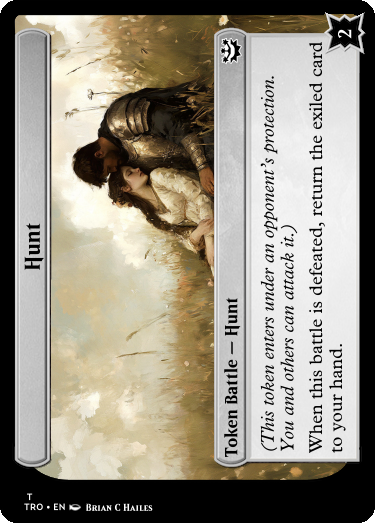 Hunt
Token Battle – Hunt
(This token enters under an opponent's protection.
You and others can attack it.)
When this battle is defeated, return the exiled card
to your hand.
2
T
TRO • EN BRIAN C HAILES